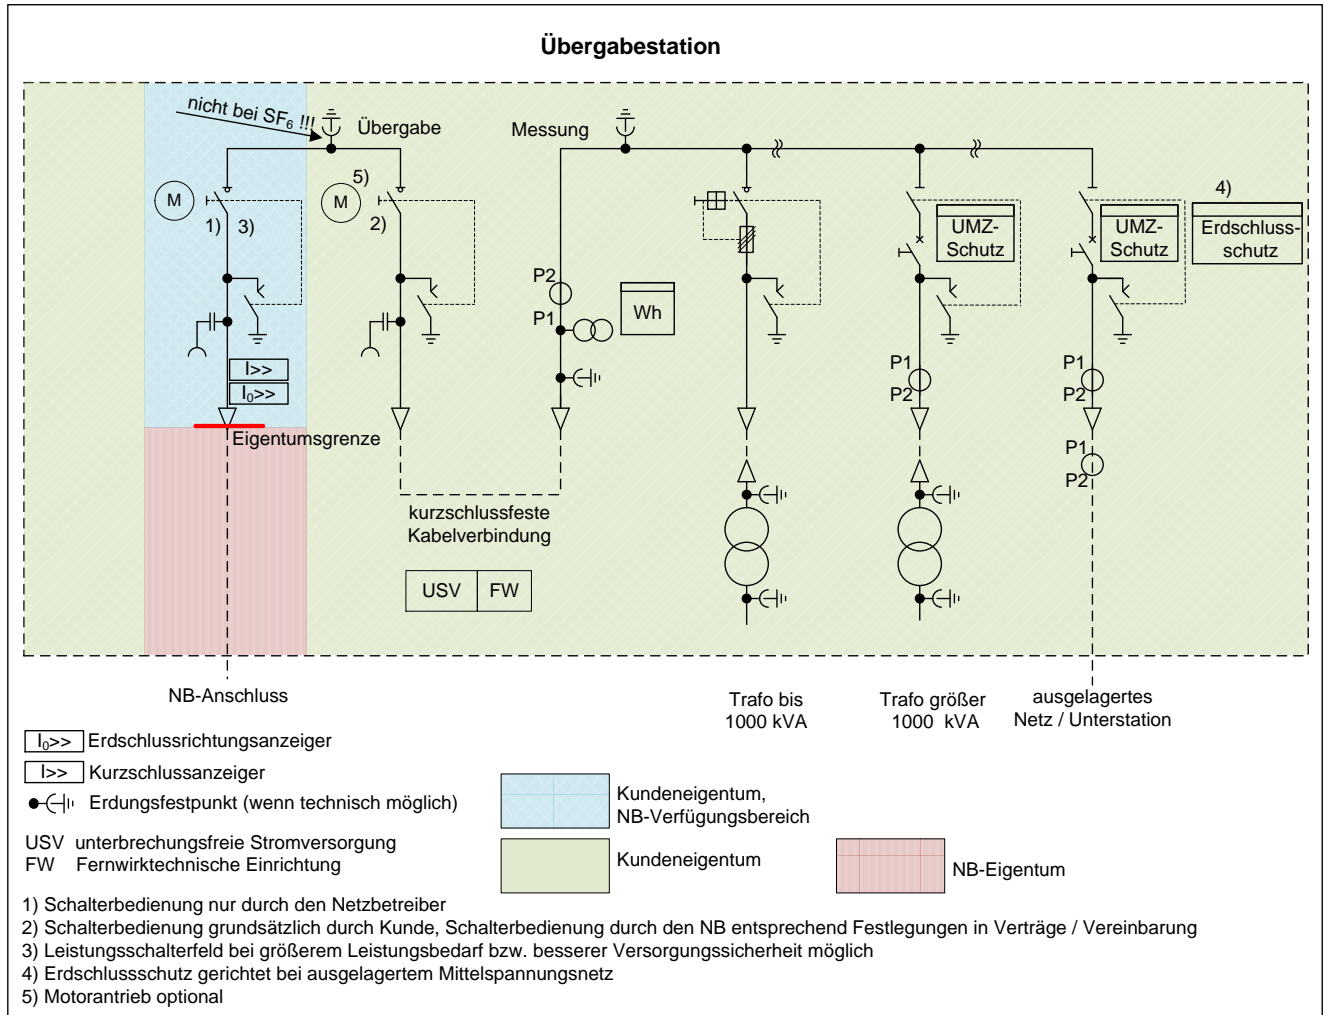 Übergabestation
nicht bei SF₆ !!!
Übergabe
Messung
M
1) 3)
5)
M
2)
P2
P1
Wh
UMZ-
Schutz
4)
UMZ-
Schutz
Erdschluss-
schutz
I>>
I₀>>
Eigentumsgrenze
P1
P2
P1
P2
P1
P2
kurzschlussfeste
Kabelverbindung
USV FW
NB-Anschluss
Trafo bis
1000 kVA
Trafo größer
1000 kVA
ausgelagertes
Netz / Unterstation
I₀>> Erdschlussrichtungsanzeiger
I>> Kurzschlussanzeiger
Erdungsfestpunkt (wenn technisch möglich)
USV unterbrechungsfreie Stromversorgung
FW Fernwirktechnische Einrichtung
Kundeneigentum,
NB-Verfügungsbereich
Kundeneigentum
NB-Eigentum
1) Schalterbedienung nur durch den Netzbetreiber
2) Schalterbedienung grundsätzlich durch Kunde, Schalterbedienung durch den NB entsprechend Festlegungen in Verträge / Vereinbarung
3) Leistungsschalterfeld bei größerem Leistungsbedarf bzw. besserer Versorgungssicherheit möglich
4) Erdschlussschutz gerichtet bei ausgelagertem Mittelspannungsnetz
5) Motorantrieb optional